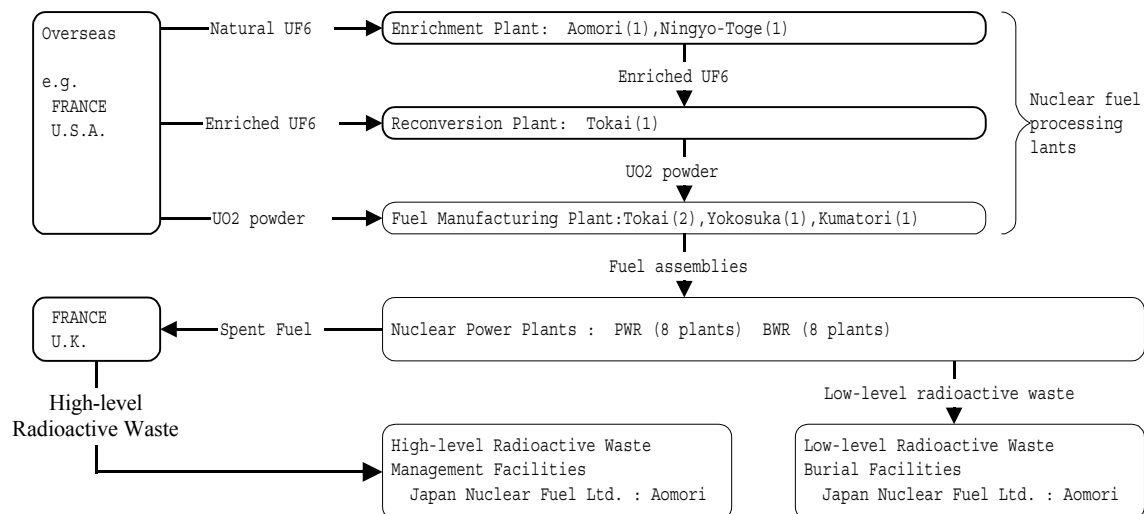 Overseas
e.g.
FRANCE
U.S.A.
Natural UF6
Enrichment Plant: Aomori(1),Ningyo-Toge(1)
Enriched UF6
Enriched UF6
Reconversion Plant: Tokai(1)
UO2 powder
UO2 powder
Fuel Manufacturing Plant:Tokai(2),Yokosuka(1),Kumatori(1)
Nuclear fuel
processing
lants
Fuel assemblies
FRANCE
U.K.
Spent Fuel
Nuclear Power Plants : PWR (8 plants) BWR (8 plants)
High-level
Radioactive Waste
Low-level radioactive waste
High-level Radioactive Waste
Management Facilities
Japan Nuclear Fuel Ltd. : Aomori
Low-level Radioactive Waste
Burial Facilities
Japan Nuclear Fuel Ltd. : Aomori